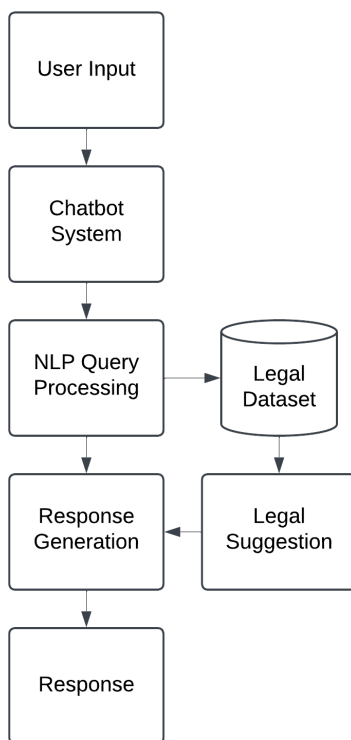 User Input
Chatbot
System
NLP Query
Processing
Legal
Dataset
Response
Generation
Legal
Suggestion
Response